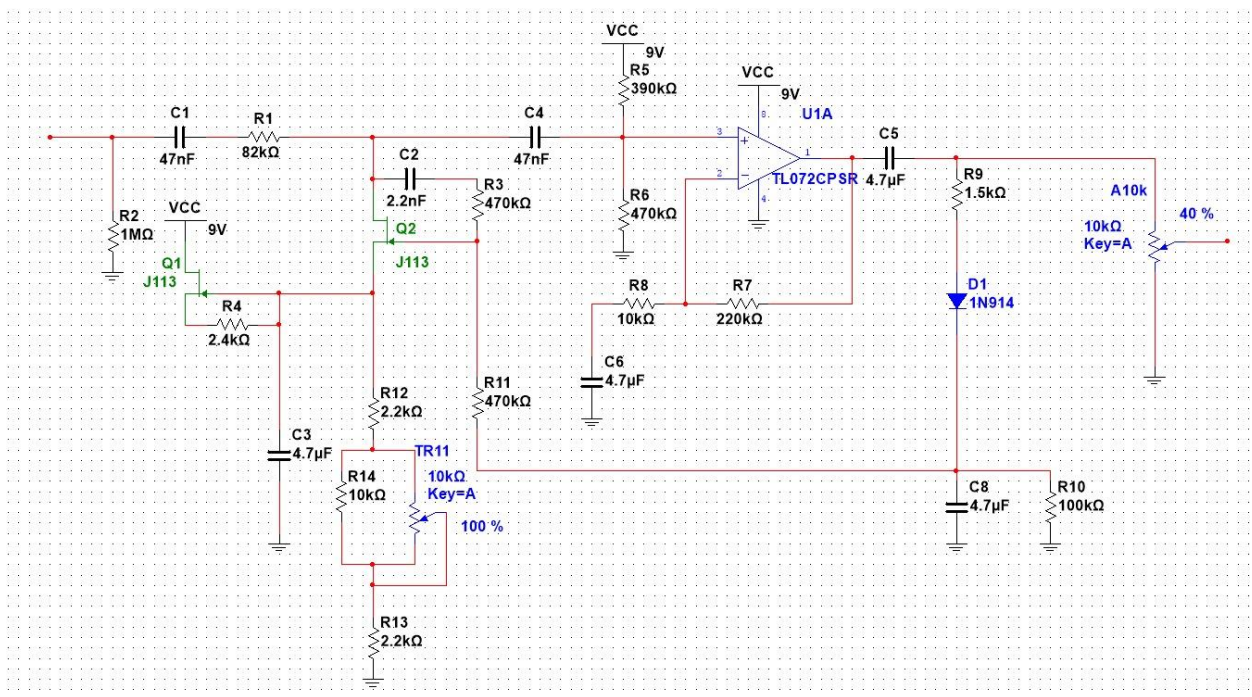 VCC
9V
R5
390kΩ
VCC
9V
U1A
8
C1
47nF
R1
82kΩ
C4
47nF
3
2
1
4
TL072CPSR
C5
4.7µF
C2
2.2nF
R3
470kΩ
R9
1.5kΩ
A10k
40 %
10kΩ
Key=A
R6
470kΩ
R2
1MΩ
VCC
9V
Q2
J113
Q1
J113
R4
2.4kΩ
R8
10kΩ
R7
220kΩ
D1
1N914
C6
4.7µF
R12
2.2kΩ
R11
470kΩ
C3
4.7µF
TR11
10kΩ
Key=A
100 %
R14
10kΩ
C8
4.7µF
R10
100kΩ
R13
2.2kΩ